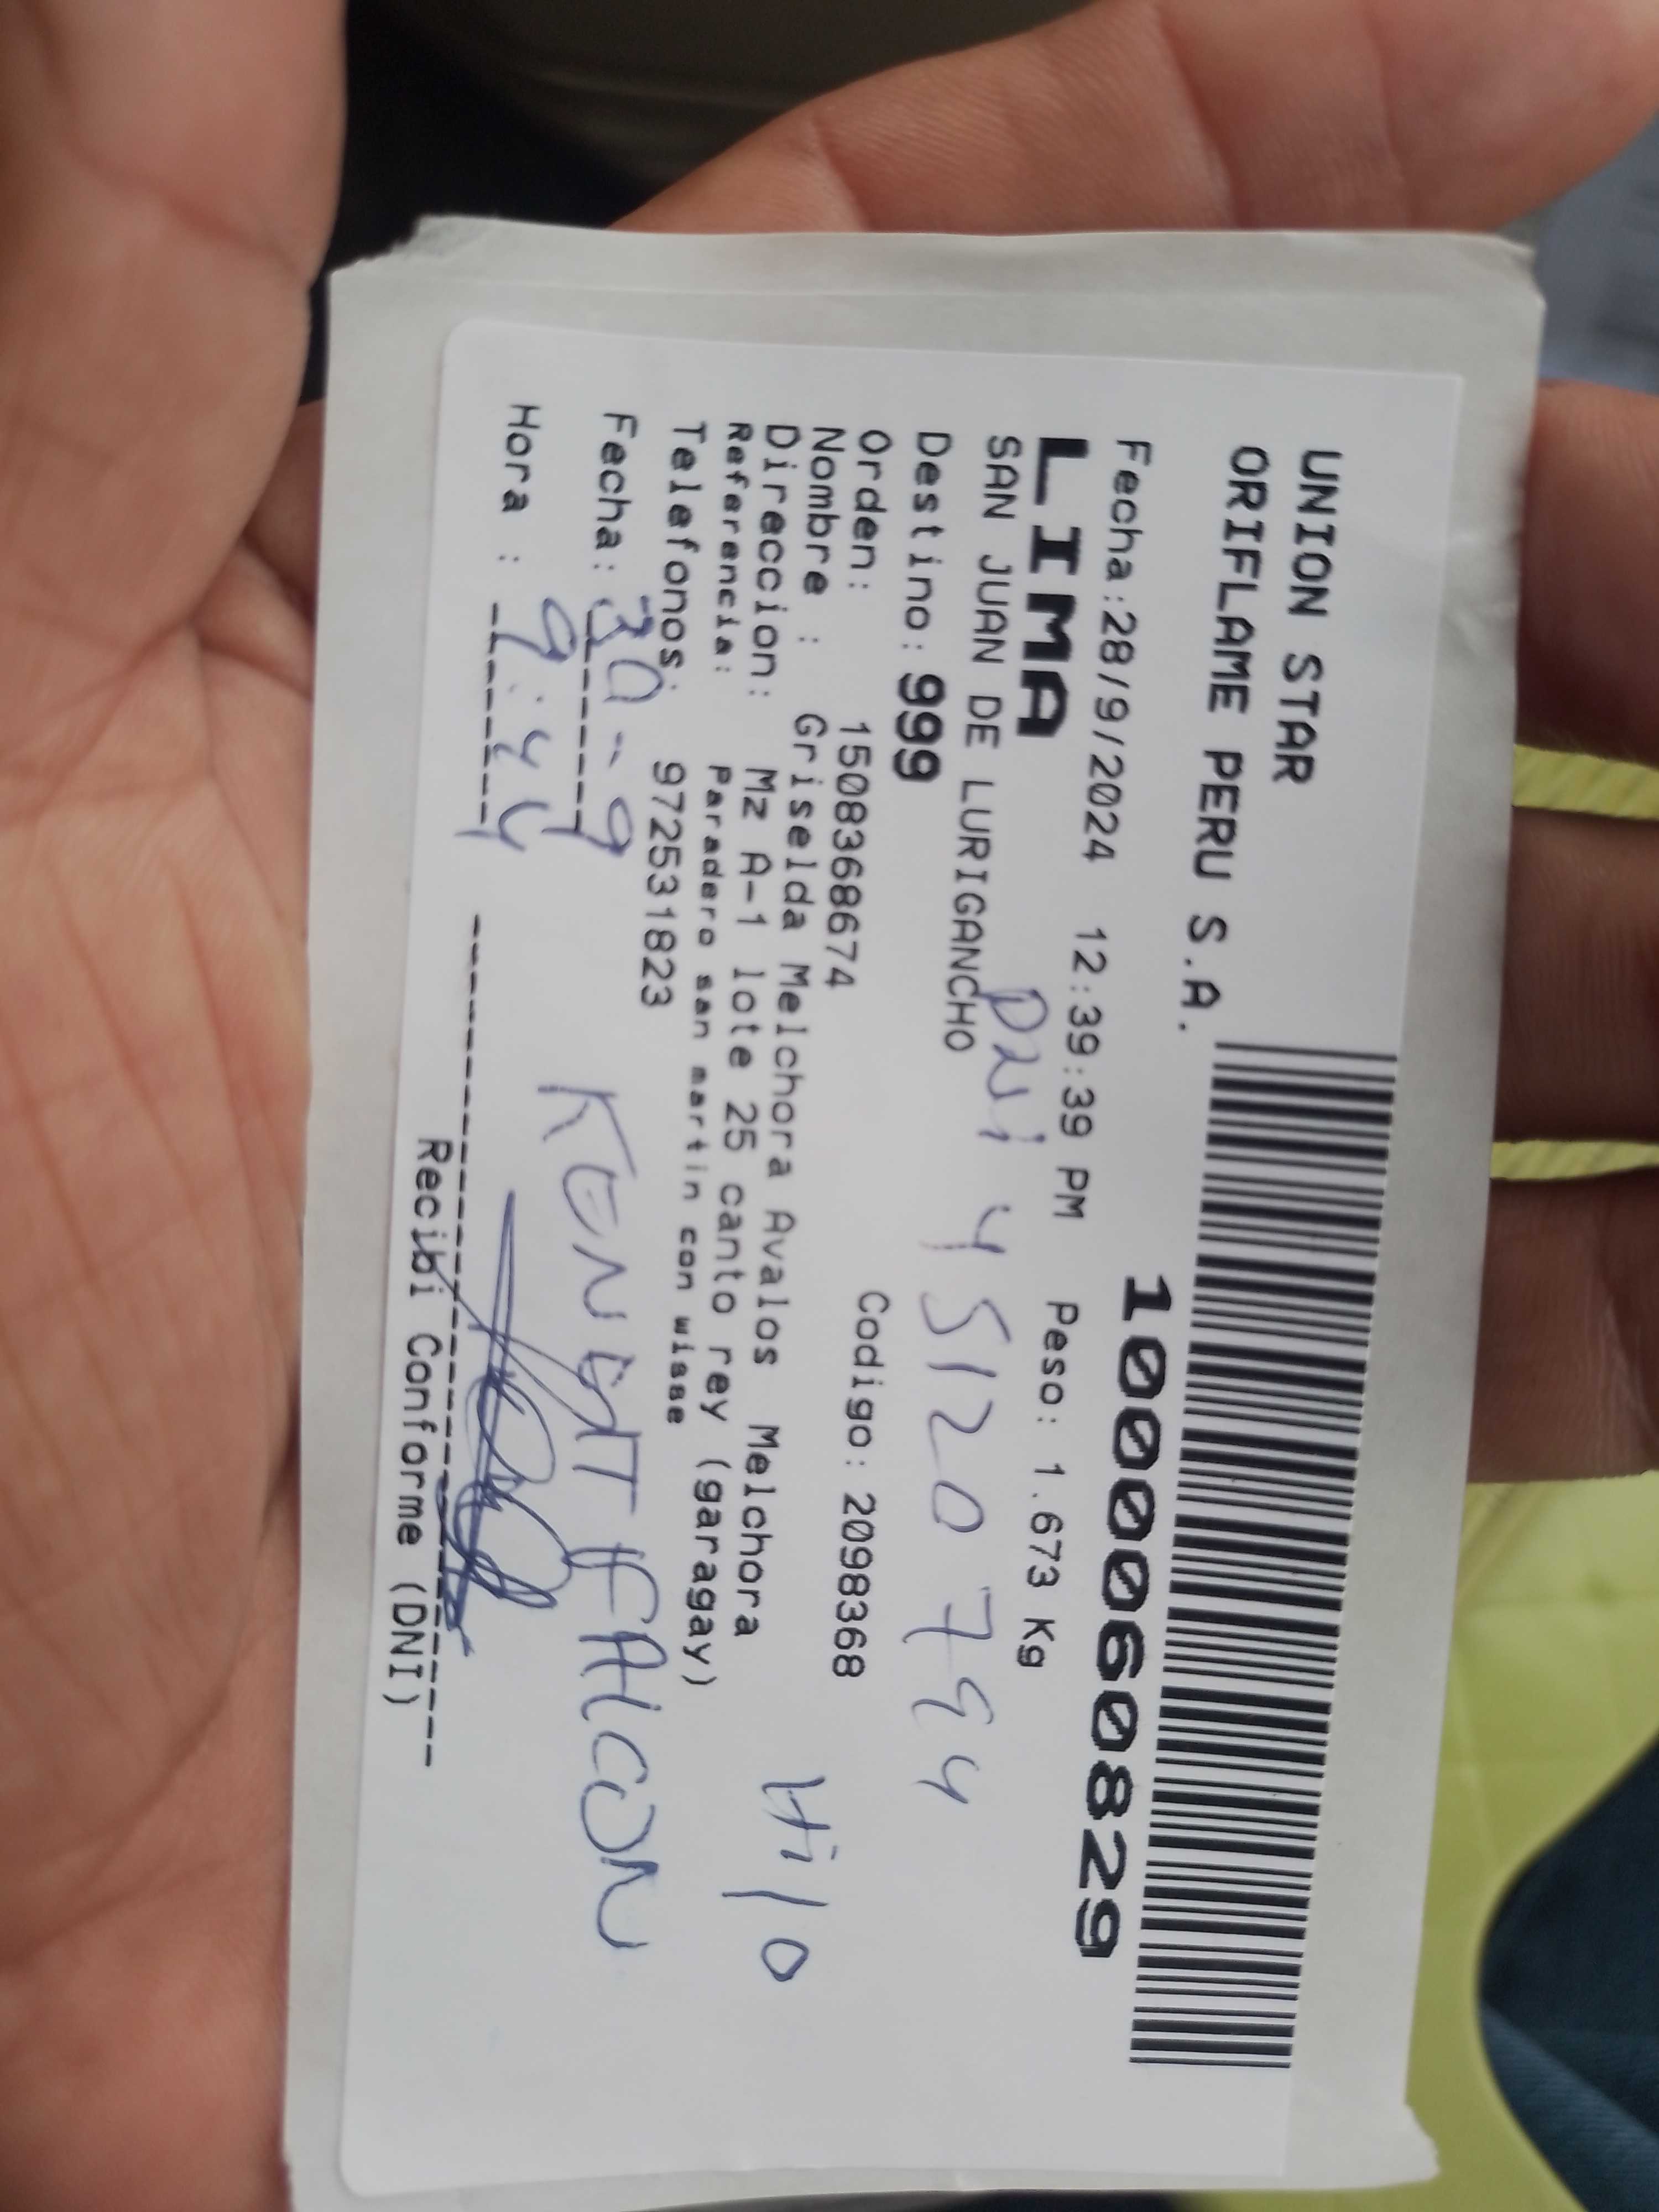 UNION STAR
ORIFLAME PERU S.A.
1000060829
Fecha:28/9/2024 12:39:39 PM Peso: 1.673 Kg
LIMA
SAN JUAN DE LURIGANCHO
DNi 45120794
Destino: 999
Orden: 1508368674 Codigo: 2098368
Nombre : Griselda Melchora Avalos Melchora
Direccion: Mz A-1 lote 25 canto rey (garagay)
Referencia: Paradero san martin con wisse
Telefonos: 972531823
Hijo
Fecha: 30-9
KENEDT FALCON
Hora : 9:44
Recibi Conforme (DNI)